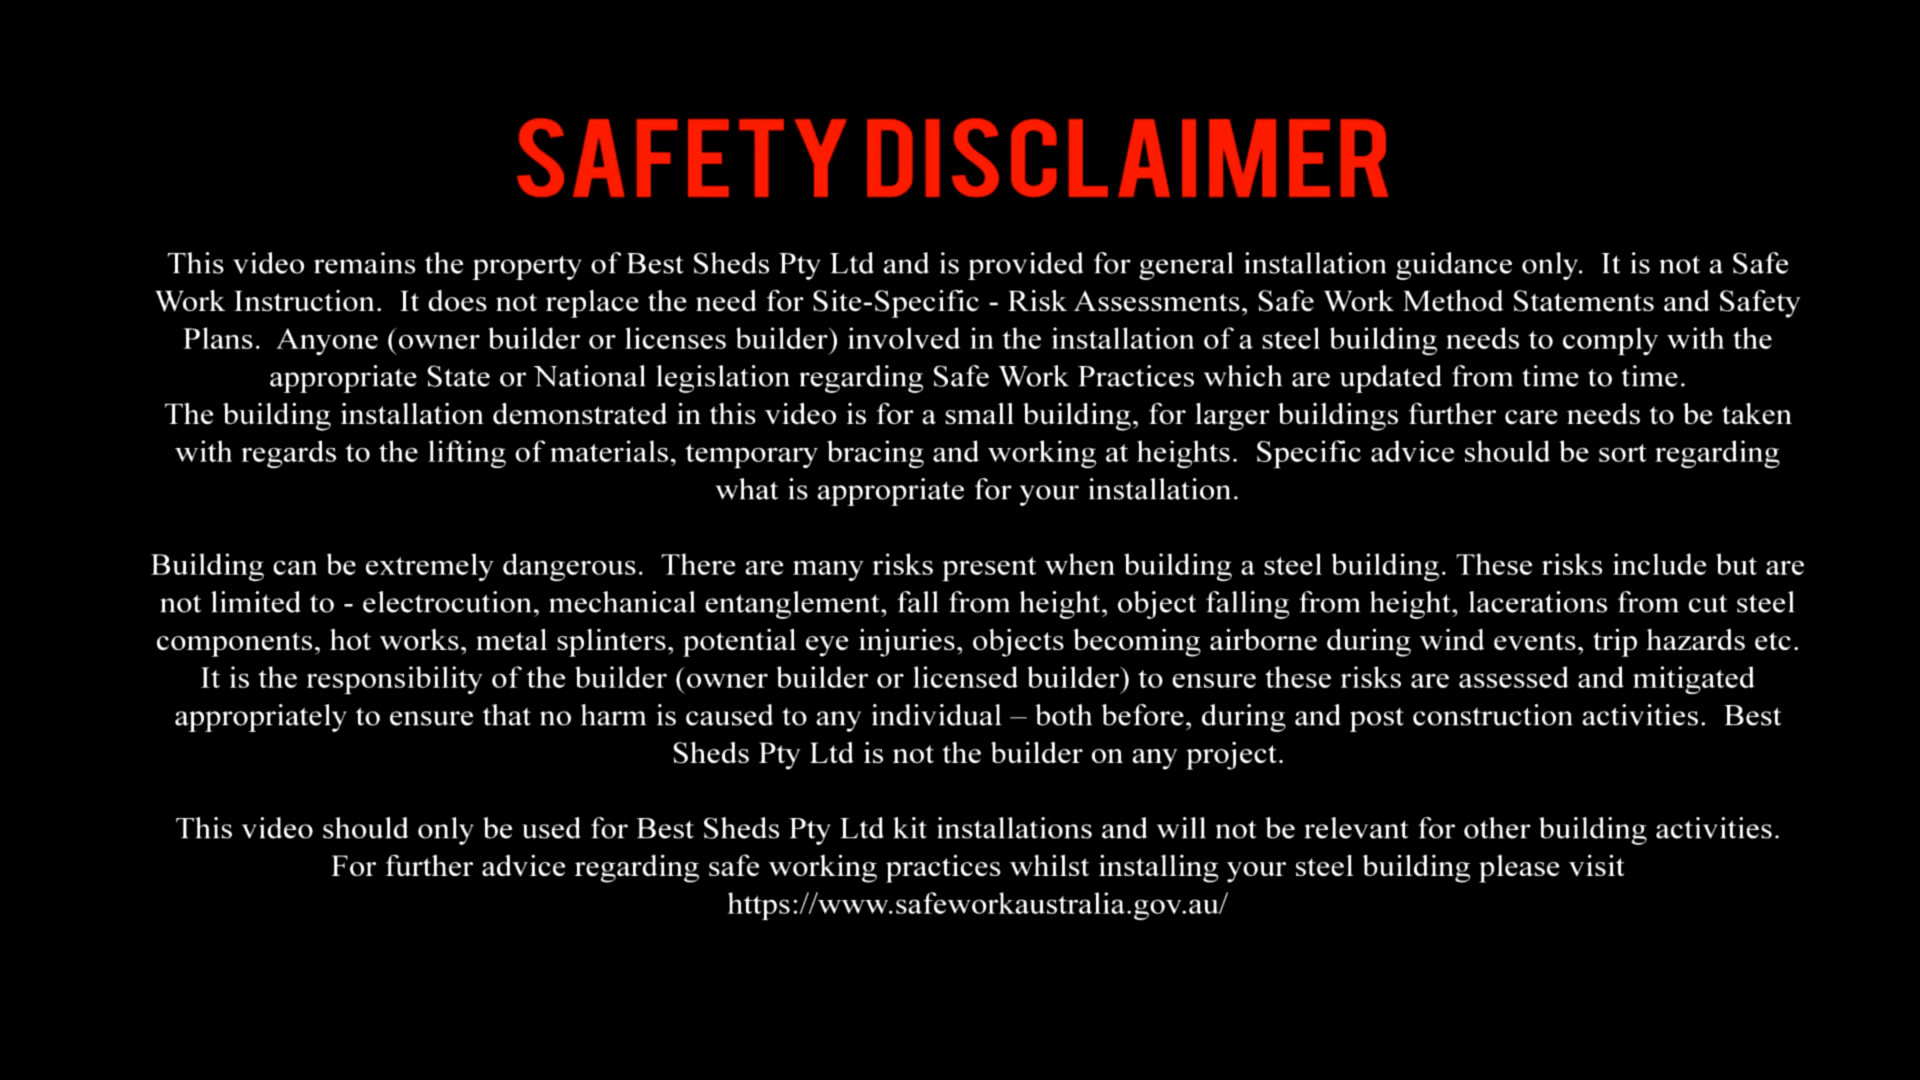 SAFETY DISCLAIMER
This video remains the property of Best Sheds Pty Ltd and is provided for general installation guidance only.  It is not a Safe
Work Instruction.  It does not replace the need for Site-Specific - Risk Assessments, Safe Work Method Statements and Safety
Plans.  Anyone (owner builder or licenses builder) involved in the installation of a steel building needs to comply with the
appropriate State or National legislation regarding Safe Work Practices which are updated from time to time.
The building installation demonstrated in this video is for a small building, for larger buildings further care needs to be taken
with regards to the lifting of materials, temporary bracing and working at heights.  Specific advice should be sort regarding
what is appropriate for your installation.
Building can be extremely dangerous.  There are many risks present when building a steel building. These risks include but are
not limited to - electrocution, mechanical entanglement, fall from height, object falling from height, lacerations from cut steel
components, hot works, metal splinters, potential eye injuries, objects becoming airborne during wind events, trip hazards etc.
It is the responsibility of the builder (owner builder or licensed builder) to ensure these risks are assessed and mitigated
appropriately to ensure that no harm is caused to any individual – both before, during and post construction activities.  Best
Sheds Pty Ltd is not the builder on any project.
This video should only be used for Best Sheds Pty Ltd kit installations and will not be relevant for other building activities.
For further advice regarding safe working practices whilst installing your steel building please visit
https://www.safeworkaustralia.gov.au/